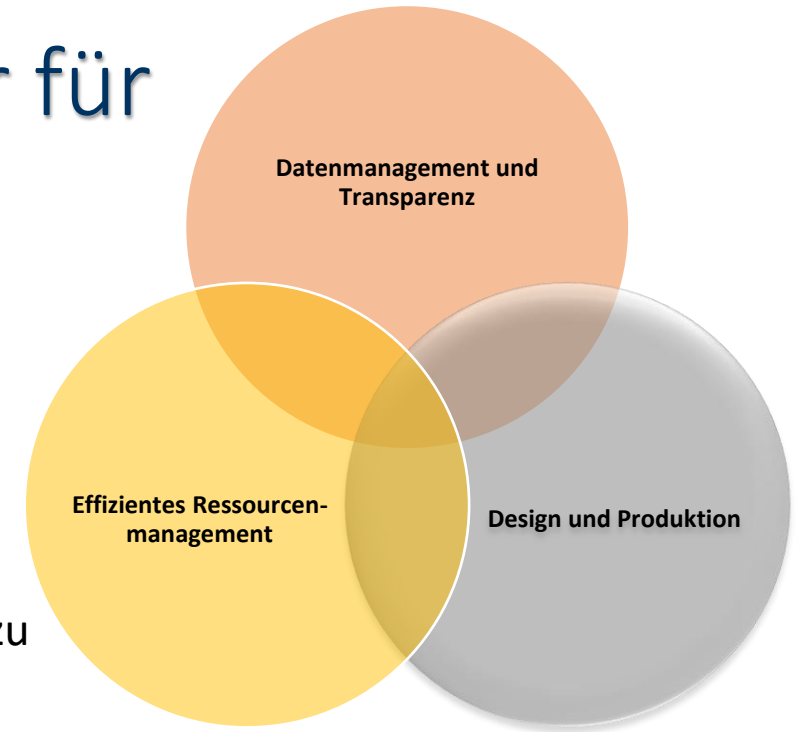 r für
Datenmanagement und
Transparenz
Effizientes Ressourcen-
management
Design und Produktion
zu